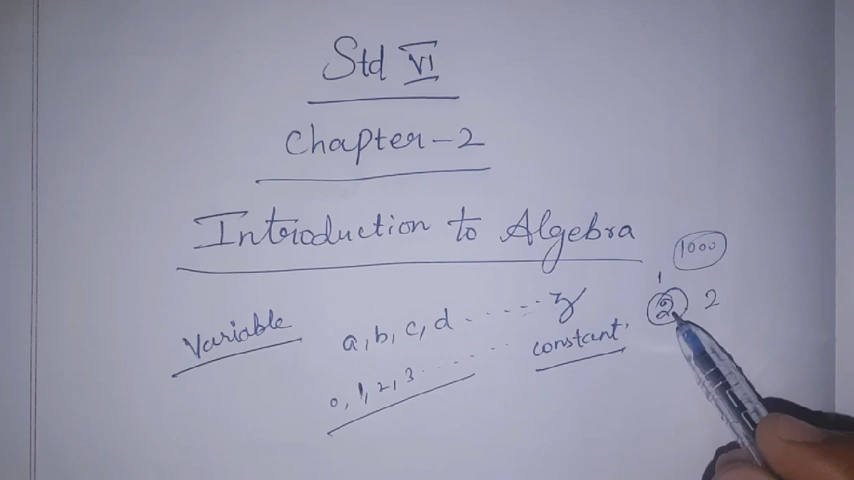 Std VI
Chapter-2
Introduction to Algebra
1000
1
Variable a, b, c, d ....... z 2 2
0, 1, 2, 3 ....... constant